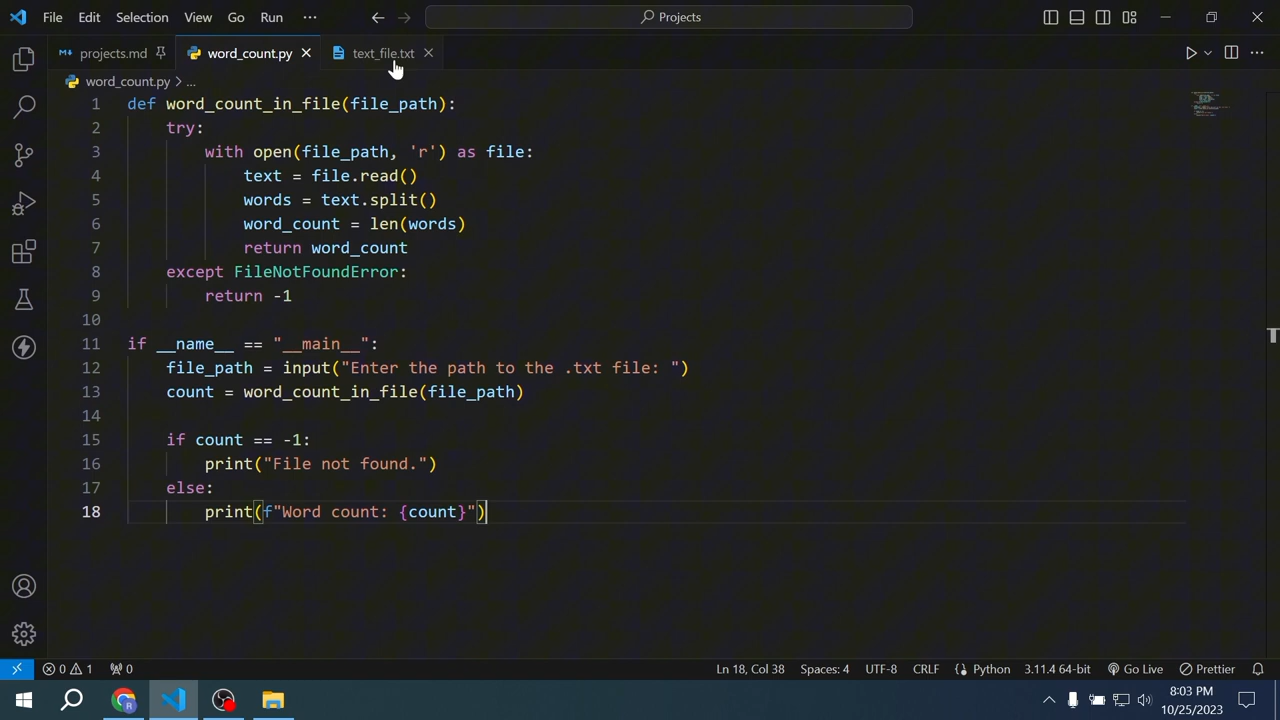 File Edit Selection View Go Run ··· Projects
projects.md word_count.py text_file.txt
word_count.py > ...
1 def word_count_in_file(file_path):
2     try:
3         with open(file_path, 'r') as file:
4             text = file.read()
5             words = text.split()
6             word_count = len(words)
7             return word_count
8     except FileNotFoundError:
9         return -1
10
11 if __name__ == "__main__":
12     file_path = input("Enter the path to the .txt file: ")
13     count = word_count_in_file(file_path)
14
15     if count == -1:
16         print("File not found.")
17     else:
18         print(f"Word count: {count}")
0 1 0 Ln 18, Col 38 Spaces: 4 UTF-8 CRLF Python 3.11.4 64-bit Go Live Prettier
8:03 PM
10/25/2023